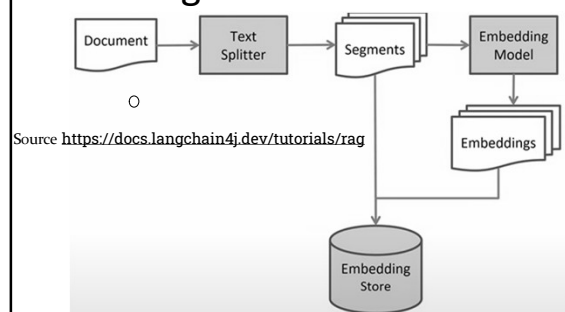 Document
Text
Splitter
Segments
Embedding
Model
Source https://docs.langchain4j.dev/tutorials/rag
Embeddings
Embedding
Store